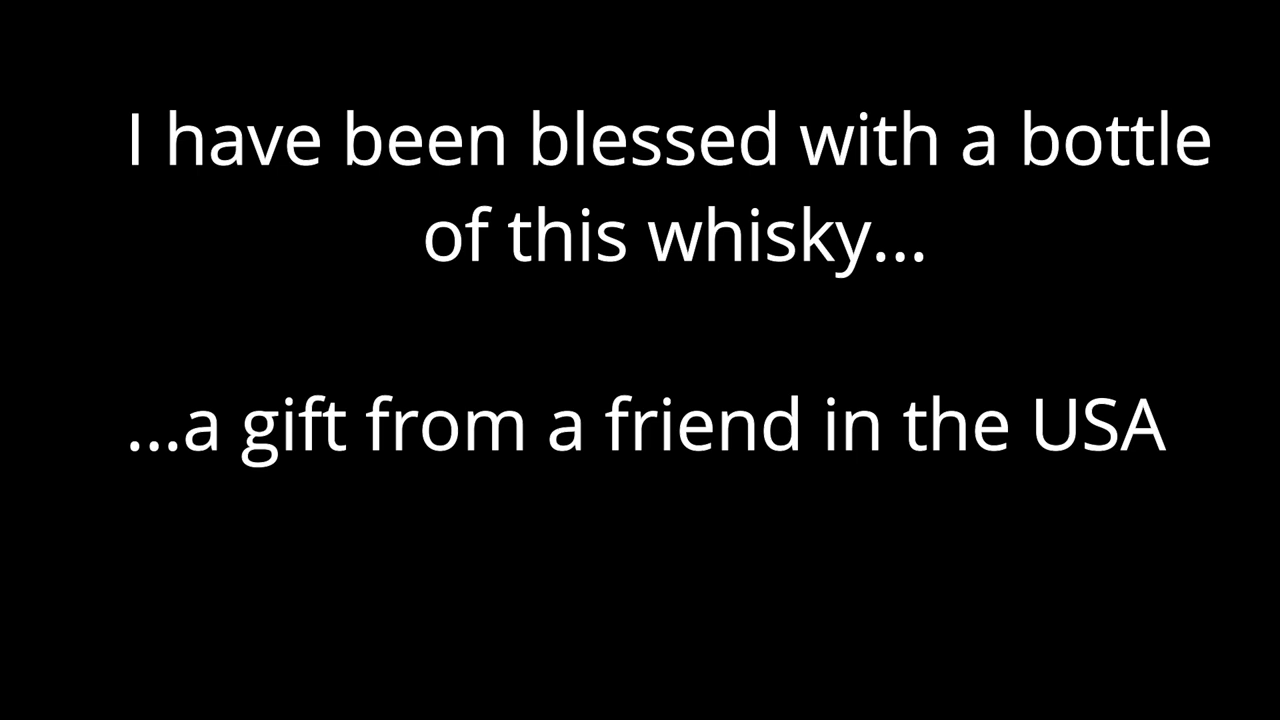 I have been blessed with a bottle
of this whisky...
...a gift from a friend in the USA